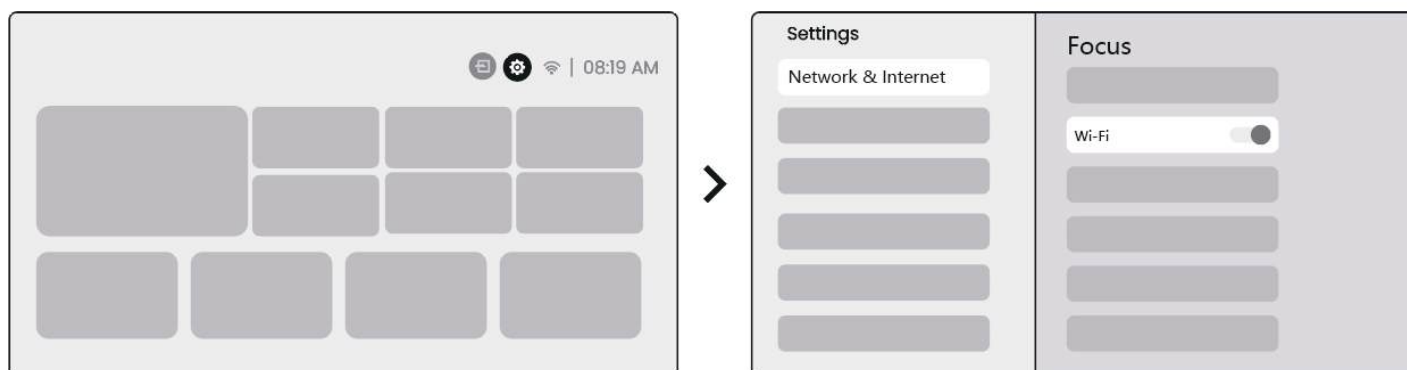 08:19 AM
Settings
Network & Internet
Focus
Wi-Fi